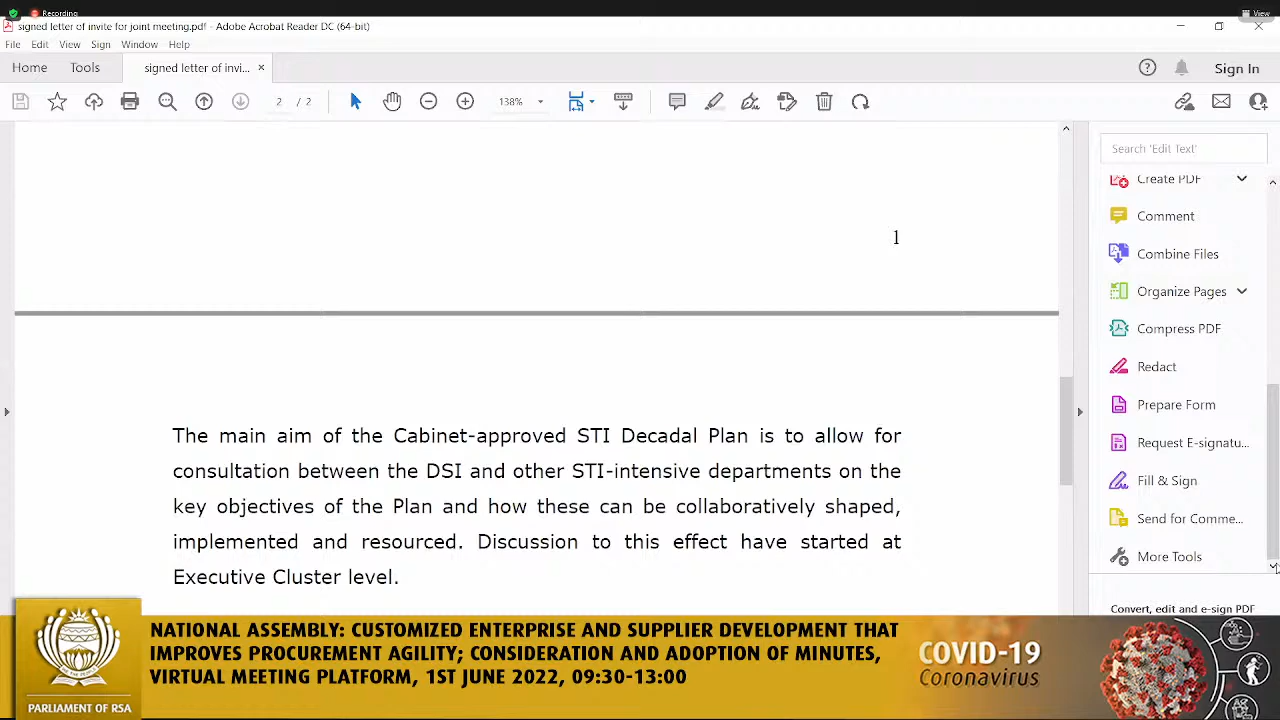 Recording
View
signed letter of invite for joint meeting.pdf - Adobe Acrobat Reader DC (64-bit)
File Edit View Sign Window Help
Home Tools signed letter of invi... × Sign In
2 / 2 138%
Search 'Edit Text'
Create PDF
Comment
Combine Files
Organize Pages
Compress PDF
Redact
Prepare Form
Request E-signatu...
Fill & Sign
Send for Comme...
More Tools
Convert, edit and e-sign PDF
1
The main aim of the Cabinet-approved STI Decadal Plan is to allow for
consultation between the DSI and other STI-intensive departments on the
key objectives of the Plan and how these can be collaboratively shaped,
implemented and resourced. Discussion to this effect have started at
Executive Cluster level.
PARLIAMENT OF RSA
NATIONAL ASSEMBLY: CUSTOMIZED ENTERPRISE AND SUPPLIER DEVELOPMENT THAT
IMPROVES PROCUREMENT AGILITY; CONSIDERATION AND ADOPTION OF MINUTES,
VIRTUAL MEETING PLATFORM, 1ST JUNE 2022, 09:30-13:00
COVID-19
Coronavirus